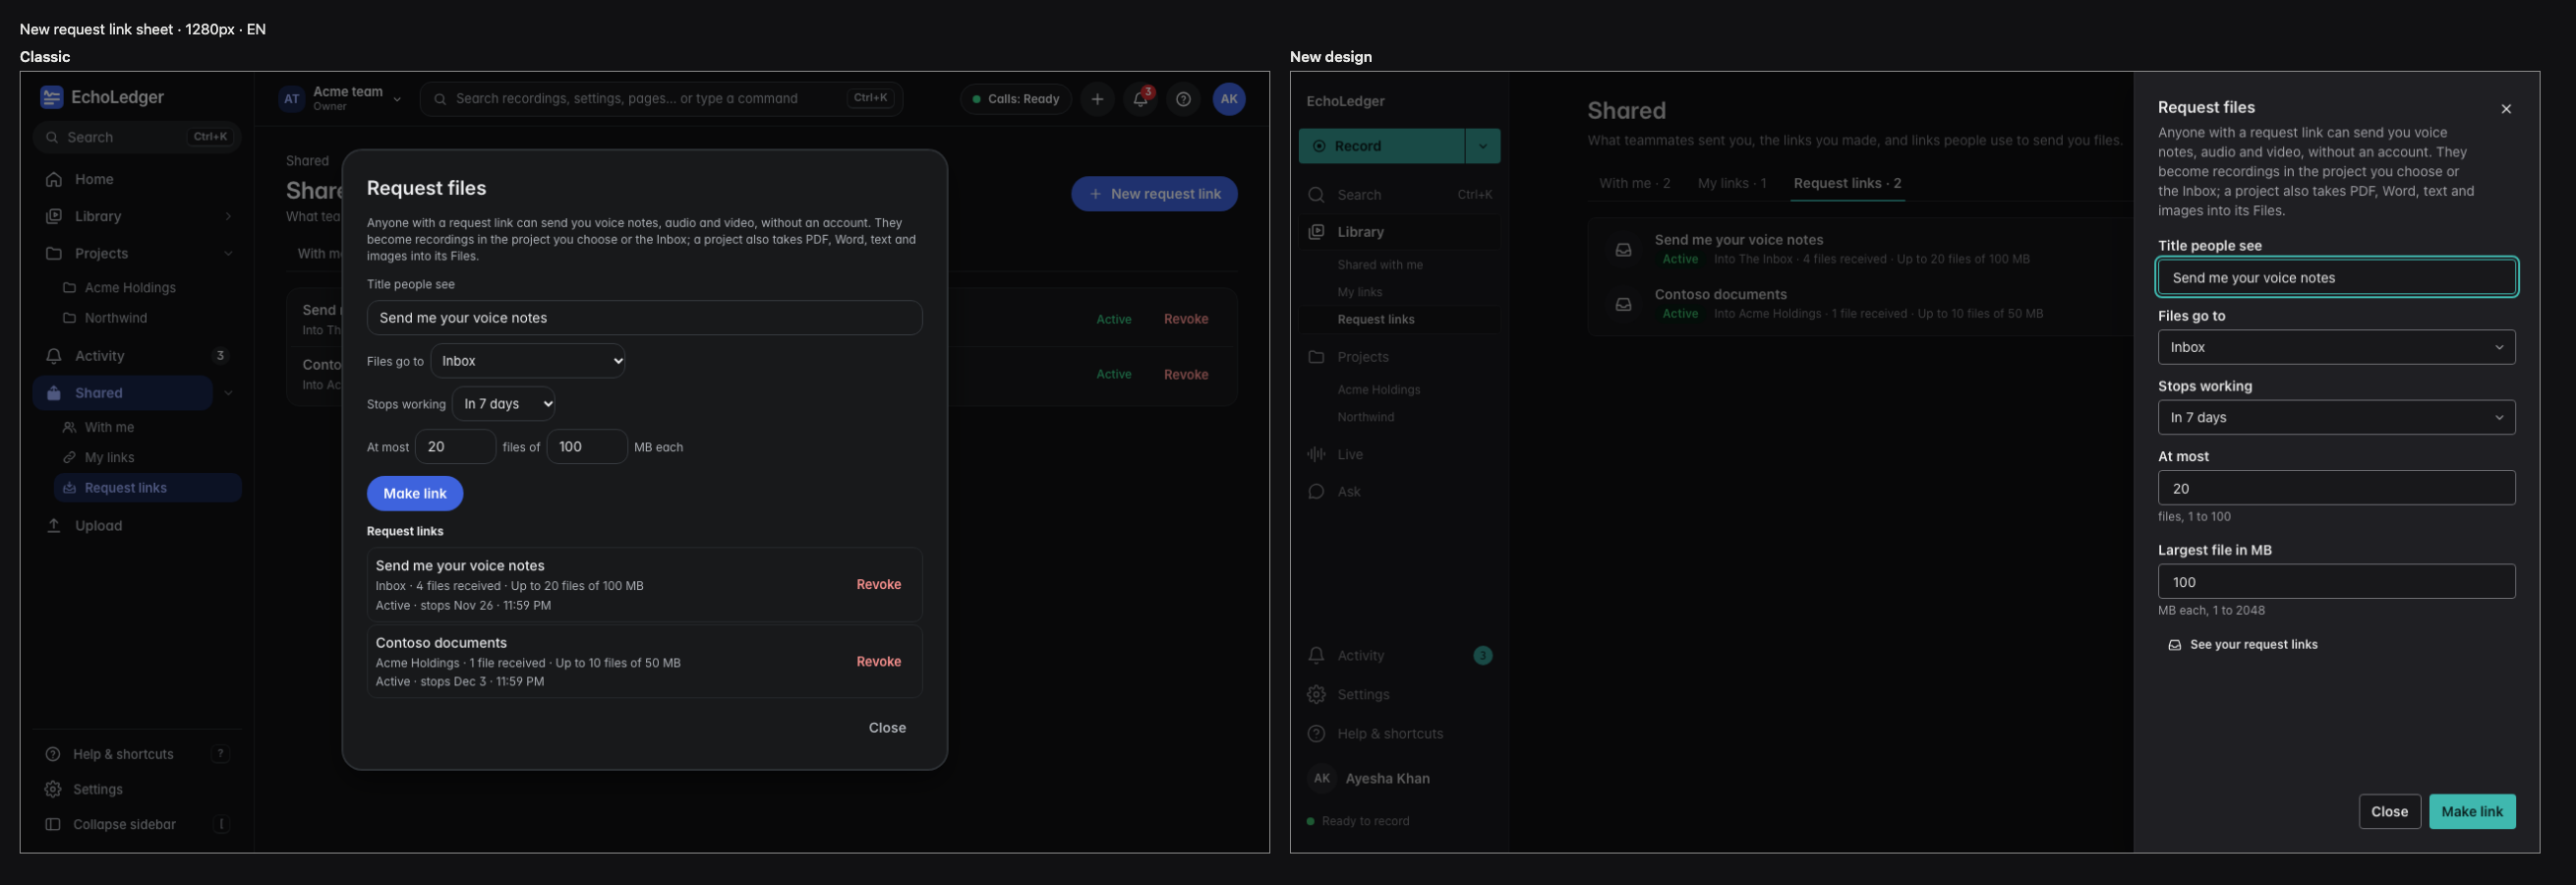 New request link sheet · 1280px · EN
Classic
EchoLedger
Search Ctrl+K
Home
Library
Projects
Acme Holdings
Northwind
Activity 3
Shared
With me
My links
Request links
Upload
Help & shortcuts ?
Settings
Collapse sidebar [
AT Acme team
Owner
Search recordings, settings, pages... or type a command Ctrl+K
Calls: Ready
3
AK
Shared
Share
What tea
New request link
With m
Send
Into Th
Active Revoke
Conto
Into Ac
Active Revoke
Request files
Anyone with a request link can send you voice notes, audio and video, without an account. They
become recordings in the project you choose or the Inbox; a project also takes PDF, Word, text and
images into its Files.
Title people see
Send me your voice notes
Files go to Inbox
Stops working In 7 days
At most 20 files of 100 MB each
Make link
Request links
Send me your voice notes
Inbox · 4 files received · Up to 20 files of 100 MB
Active · stops Nov 26 · 11:59 PM
Revoke
Contoso documents
Acme Holdings · 1 file received · Up to 10 files of 50 MB
Active · stops Dec 3 · 11:59 PM
Revoke
Close
New design
EchoLedger
Record
Search Ctrl+K
Library
Shared with me
My links
Request links
Projects
Acme Holdings
Northwind
Live
Ask
Activity 3
Settings
Help & shortcuts
AK Ayesha Khan
Ready to record
Shared
What teammates sent you, the links you made, and links people use to send you files.
With me · 2 My links · 1 Request links · 2
Send me your voice notes
Active Into The Inbox · 4 files received · Up to 20 files of 100 MB
Contoso documents
Active Into Acme Holdings · 1 file received · Up to 10 files of 50 MB
Request files
Anyone with a request link can send you voice
notes, audio and video, without an account. They
become recordings in the project you choose or
the Inbox; a project also takes PDF, Word, text and
images into its Files.
Title people see
Send me your voice notes
Files go to
Inbox
Stops working
In 7 days
At most
20
files, 1 to 100
Largest file in MB
100
MB each, 1 to 2048
See your request links
Close Make link